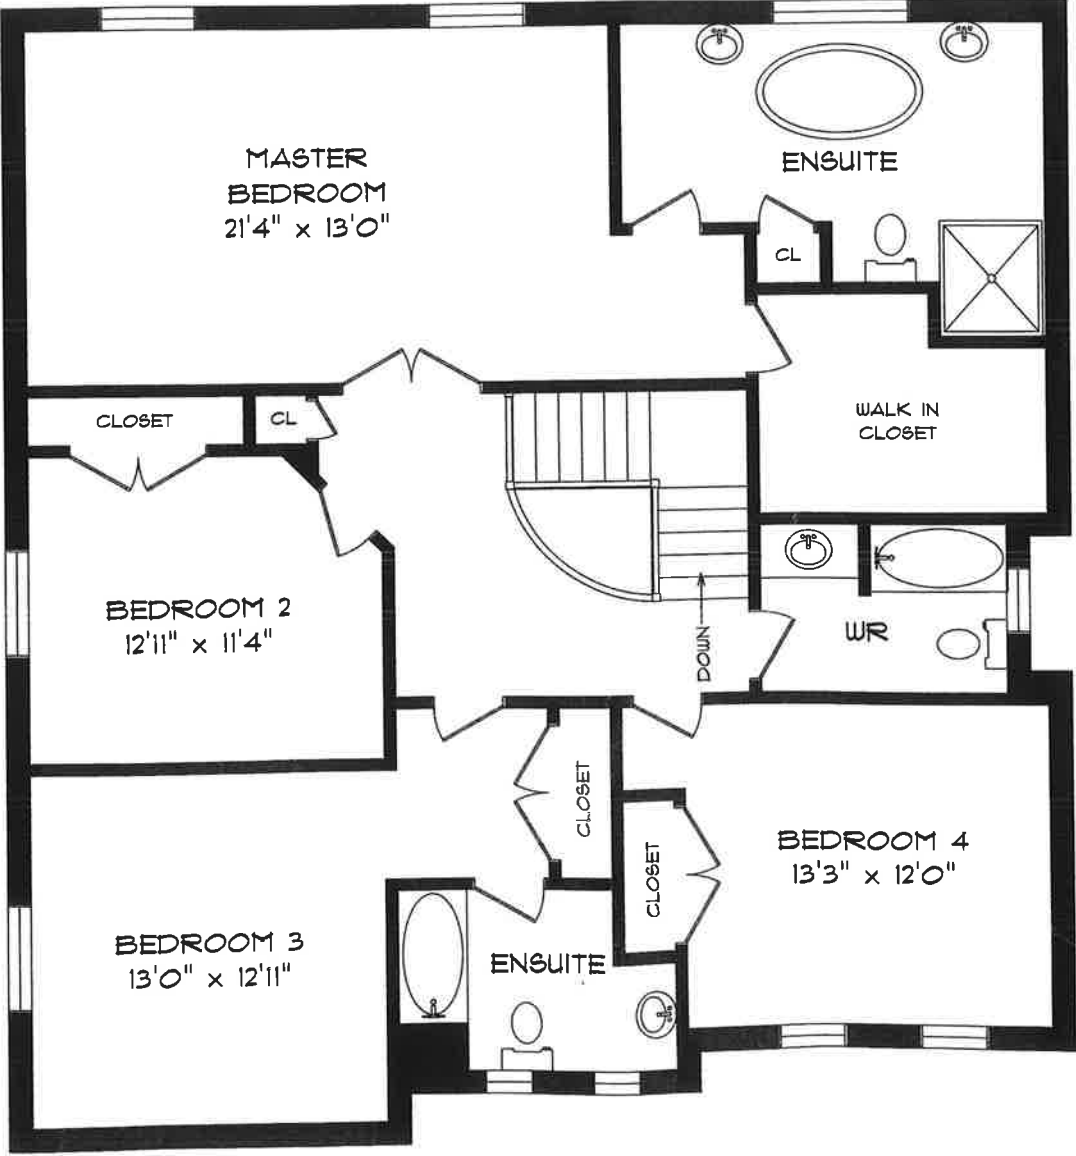 MASTER
BEDROOM
21'4" x 13'0"
ENSUITE
CL
CLOSET
CL
WALK IN
CLOSET
BEDROOM 2
12'11" x 11'4"
DOWN
WR
CLOSET
CLOSET
BEDROOM 4
13'3" x 12'0"
BEDROOM 3
13'0" x 12'11"
ENSUITE